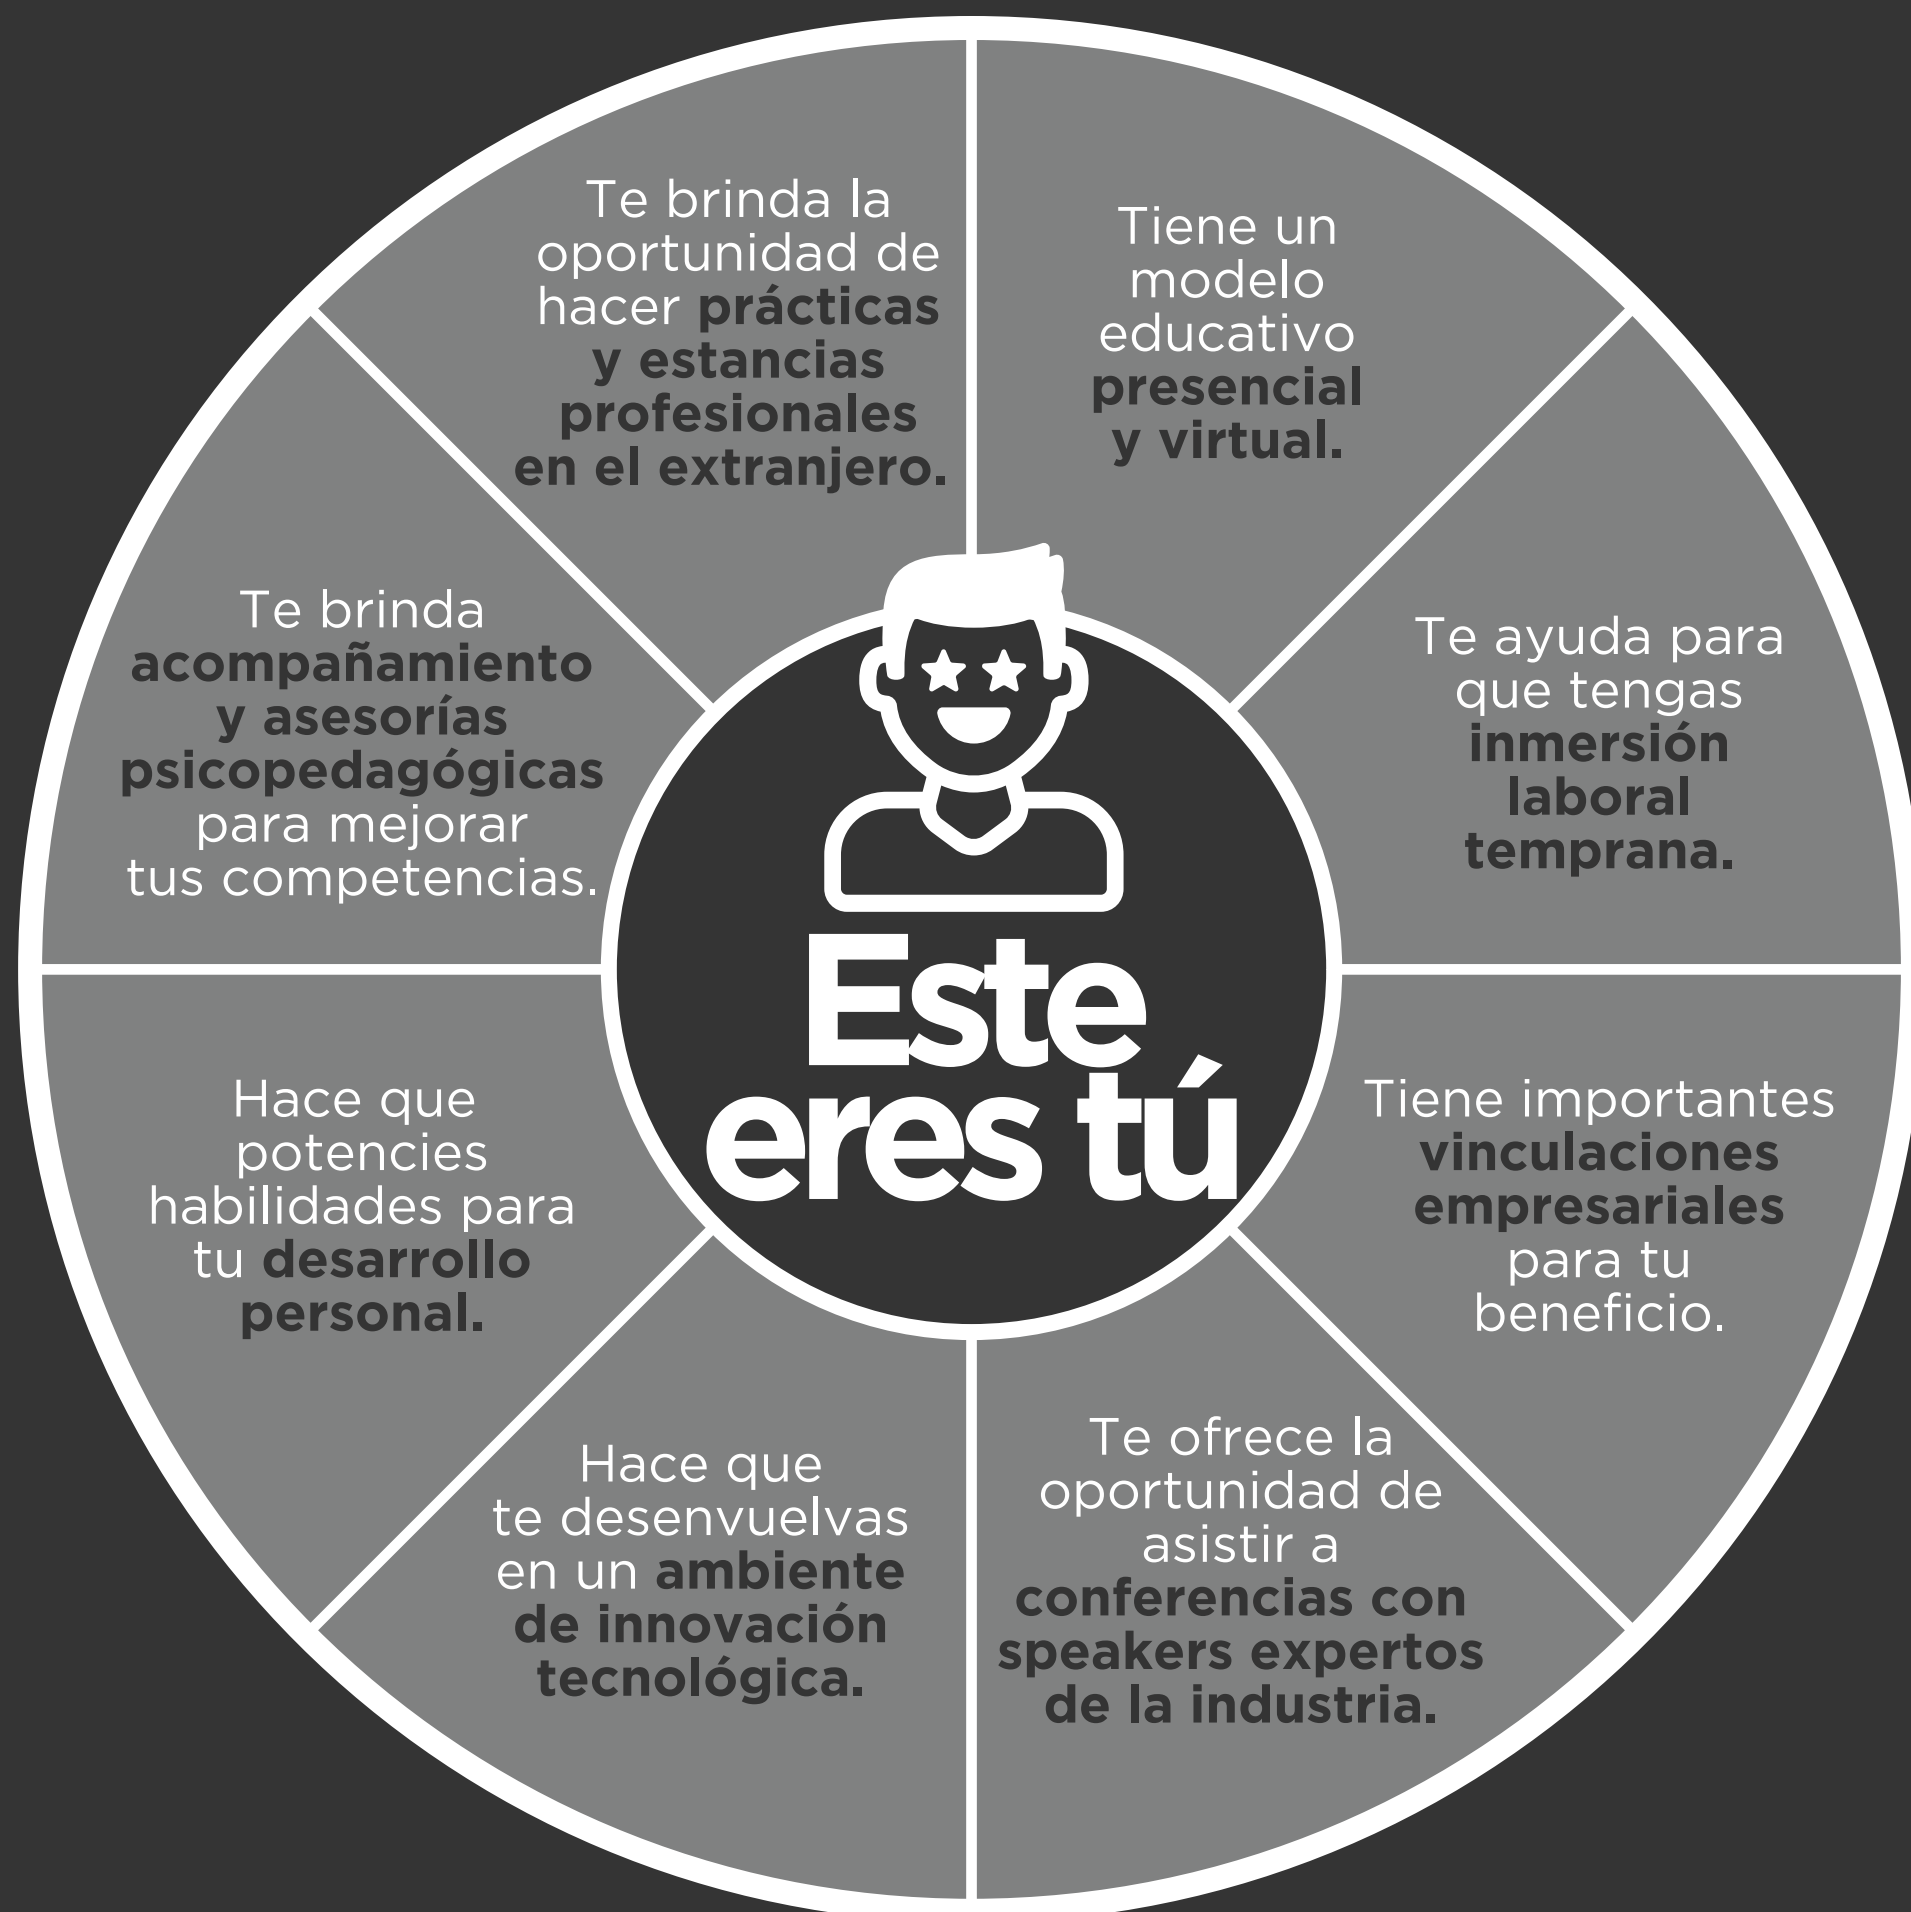 Te brinda la
oportunidad de
hacer prácticas
y estancias
profesionales
en el extranjero.
Tiene un
modelo
educativo
presencial
y virtual.
Te brinda
acompañamiento
y asesorías
psicopedagógicas
para mejorar
tus competencias.
Te ayuda para
que tengas
inmersión
laboral
temprana.
Este
eres tú
Hace que
potencies
habilidades para
tu desarrollo
personal.
Tiene importantes
vinculaciones
empresariales
para tu
beneficio.
Hace que
te desenvuelvas
en un ambiente
de innovación
tecnológica.
Te ofrece la
oportunidad de
asistir a
conferencias con
speakers expertos
de la industria.